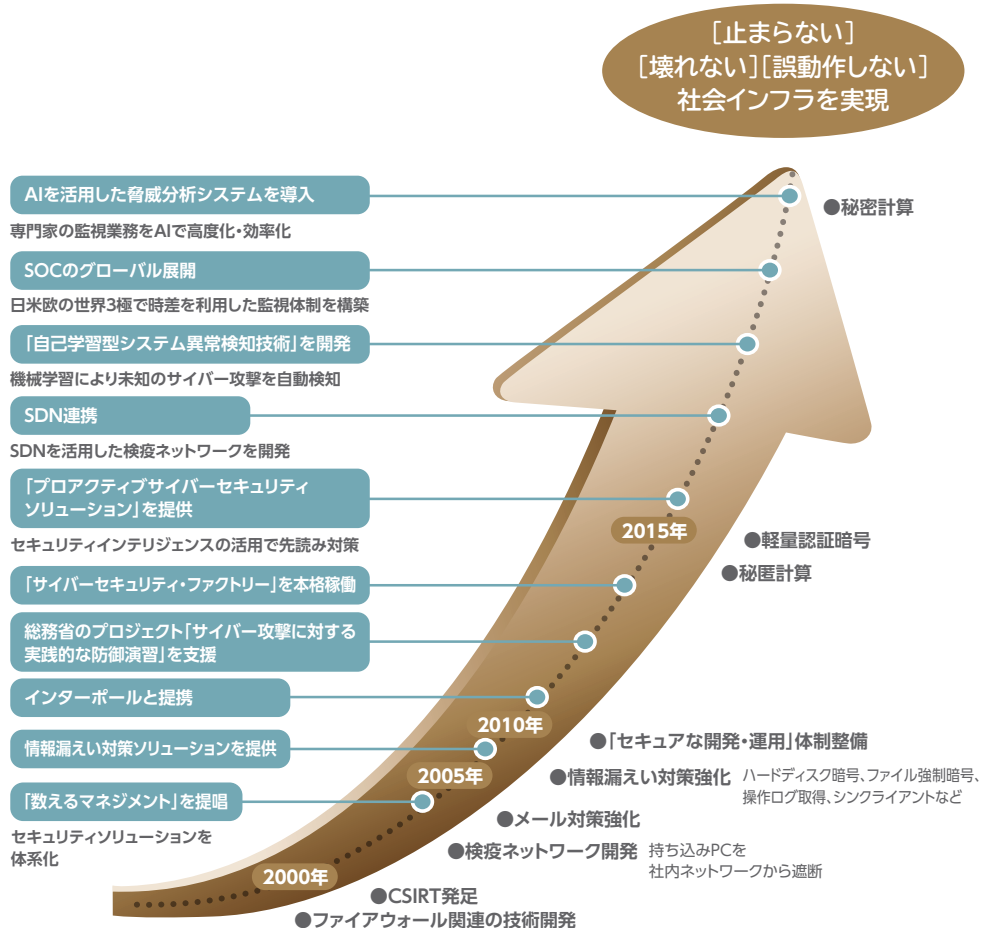 [止まらない]
[壊れない][誤動作しない]
社会インフラを実現
AIを活用した脅威分析システムを導入
専門家の監視業務をAIで高度化・効率化
SOCのグローバル展開
日米欧の世界3極で時差を利用した監視体制を構築
「自己学習型システム異常検知技術」を開発
機械学習により未知のサイバー攻撃を自動検知
SDN連携
SDNを活用した検疫ネットワークを開発
「プロアクティブサイバーセキュリティ
ソリューション」を提供
セキュリティインテリジェンスの活用で先読み対策
「サイバーセキュリティ・ファクトリー」を本格稼働
総務省のプロジェクト「サイバー攻撃に対する
実践的な防御演習」を支援
インターポールと提携
情報漏えい対策ソリューションを提供
「数えるマネジメント」を提唱
セキュリティソリューションを
体系化
2015年
2010年
2005年
2000年
●秘密計算
●軽量認証暗号
●秘匿計算
●「セキュアな開発・運用」体制整備
●情報漏えい対策強化 ハードディスク暗号、ファイル強制暗号、
操作ログ取得、シンクライアントなど
●メール対策強化
●検疫ネットワーク開発 持ち込みPCを
社内ネットワークから遮断
●CSIRT発足
●ファイアウォール関連の技術開発